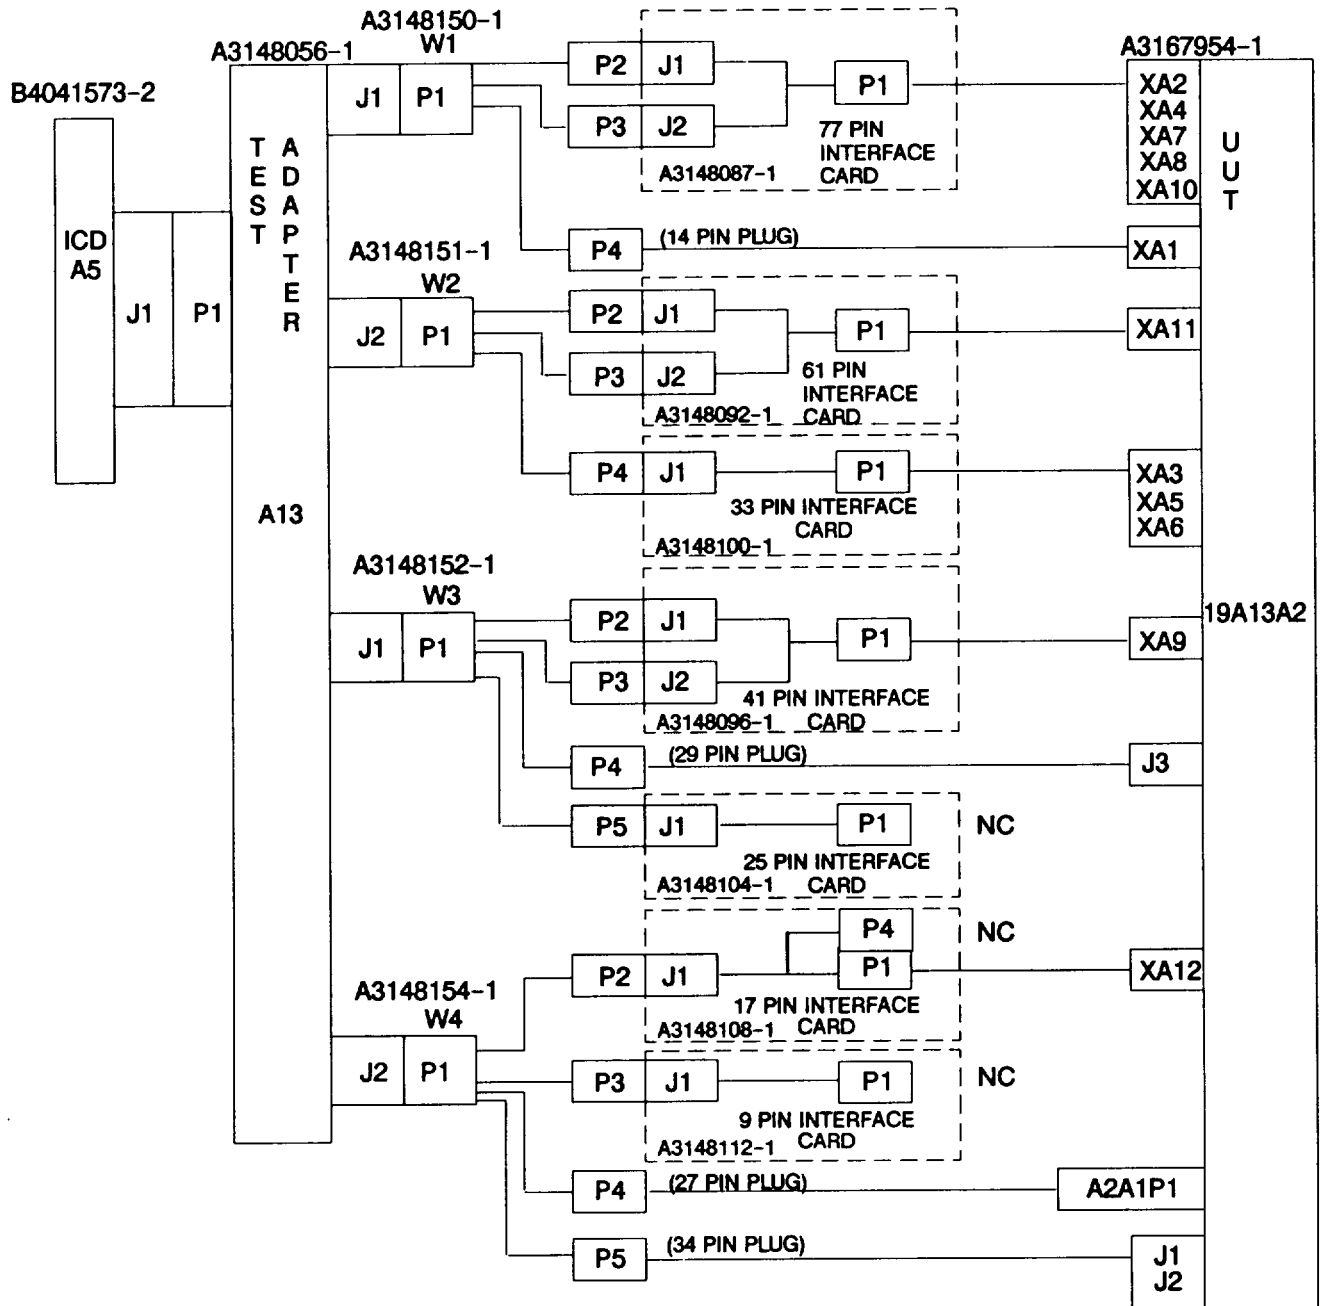 A3148150-1
W1
A3148056-1
B4041573-2
A3167954-1
TEST
ADAPTER
A13
ICD
A5
J1 P1
J1 P1
P2 J1
P3 J2
P1
77 PIN
INTERFACE
CARD
A3148087-1
XA2
XA4
XA7
XA8
XA10
UUT
P4
(14 PIN PLUG)
XA1
A3148151-1
W2
J2 P1
P2 J1
P3 J2
P1
61 PIN
INTERFACE
CARD
A3148092-1
XA11
P4 J1
P1
33 PIN INTERFACE
CARD
A3148100-1
XA3
XA5
XA6
A3148152-1
W3
J1 P1
P2 J1
P3 J2
P1
41 PIN INTERFACE
CARD
A3148096-1
XA9
19A13A2
P4
(29 PIN PLUG)
J3
P5 J1
P1
NC
25 PIN INTERFACE
CARD
A3148104-1
A3148154-1
W4
J2 P1
P4
NC
P2 J1
P1
17 PIN INTERFACE
CARD
A3148108-1
XA12
P3 J1
P1
NC
9 PIN INTERFACE
CARD
A3148112-1
P4
(27 PIN PLUG)
A2A1P1
P5
(34 PIN PLUG)
J1
J2